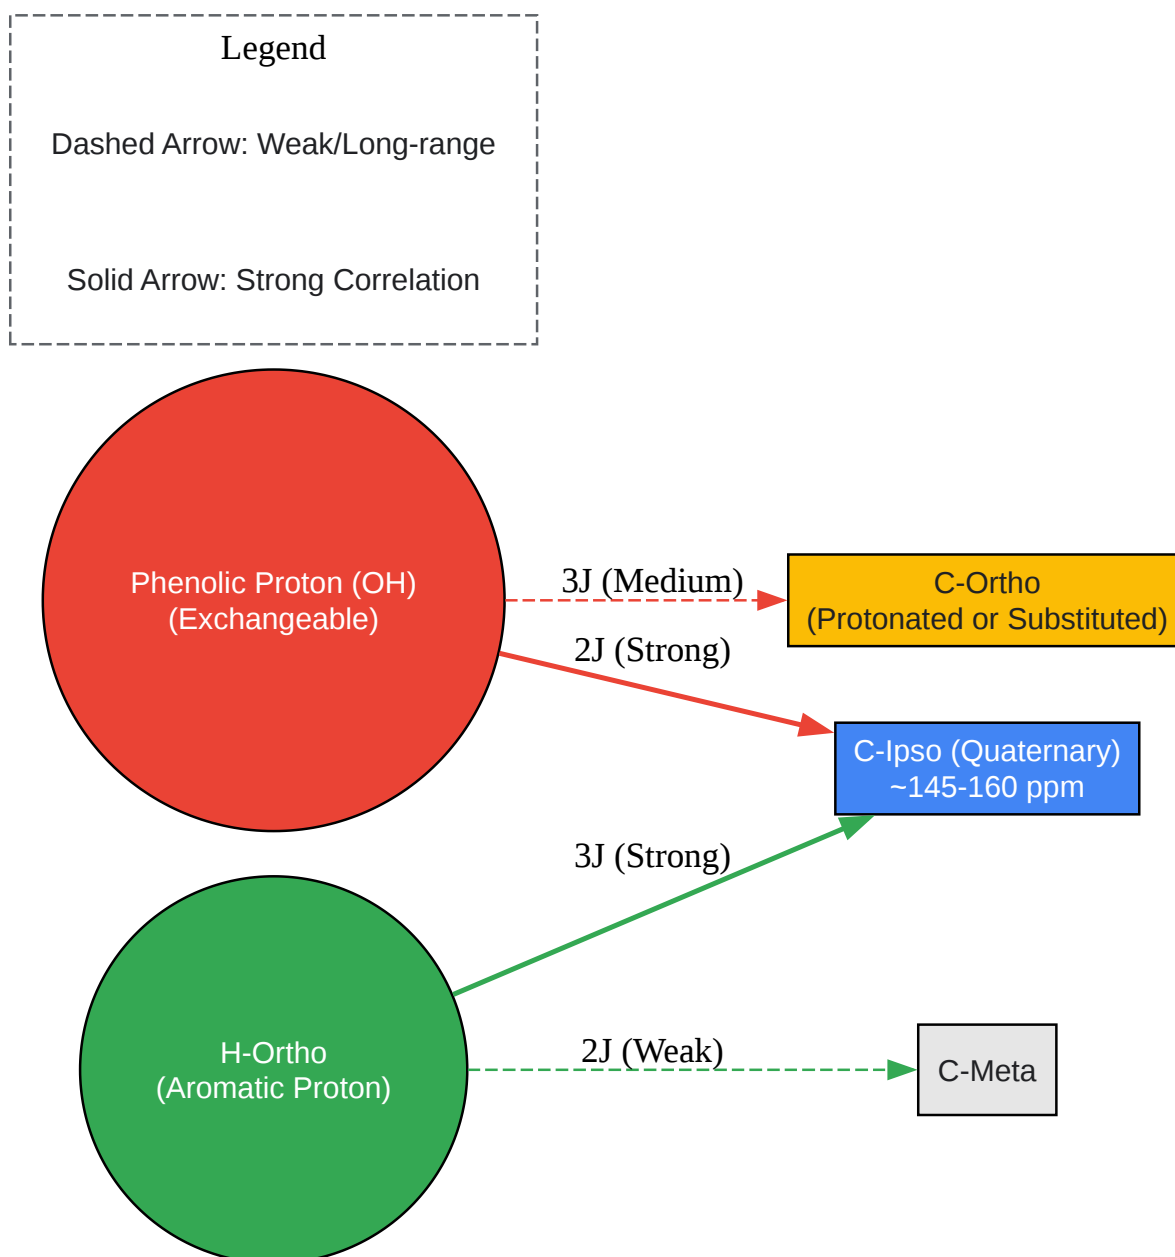 Legend
Dashed Arrow: Weak/Long-range
Solid Arrow: Strong Correlation
Phenolic Proton (OH)
(Exchangeable)
3J (Medium)
2J (Strong)
C-Ortho
(Protonated or Substituted)
C-Ipso (Quaternary)
~145-160 ppm
3J (Strong)
H-Ortho
(Aromatic Proton)
2J (Weak)
C-Meta